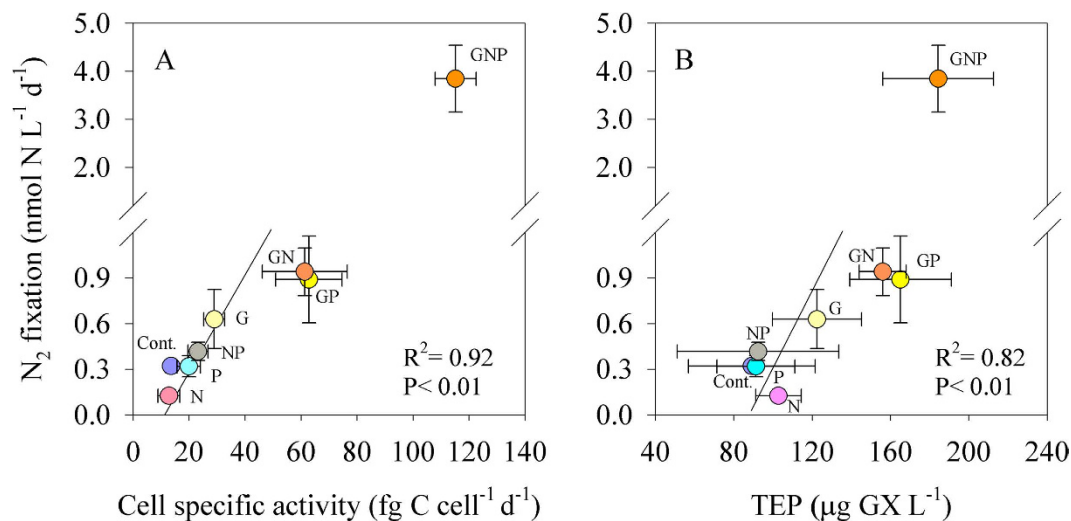 N₂ fixation (nmol N L⁻¹ d⁻¹)
5.0
4.0
3.0
2.0
0.9
0.6
0.3
0.0
A
GNP
GN
GP
G
Cont.
NP
P
N
R²= 0.92
P< 0.01
0 20 40 60 80 100 120 140
Cell specific activity (fg C cell⁻¹ d⁻¹)
5.0
4.0
3.0
2.0
0.9
0.6
0.3
0.0
B
GNP
GN
GP
G
NP
Cont.
P
N
R²= 0.82
P< 0.01
40 80 120 160 200 240
TEP (µg GX L⁻¹)